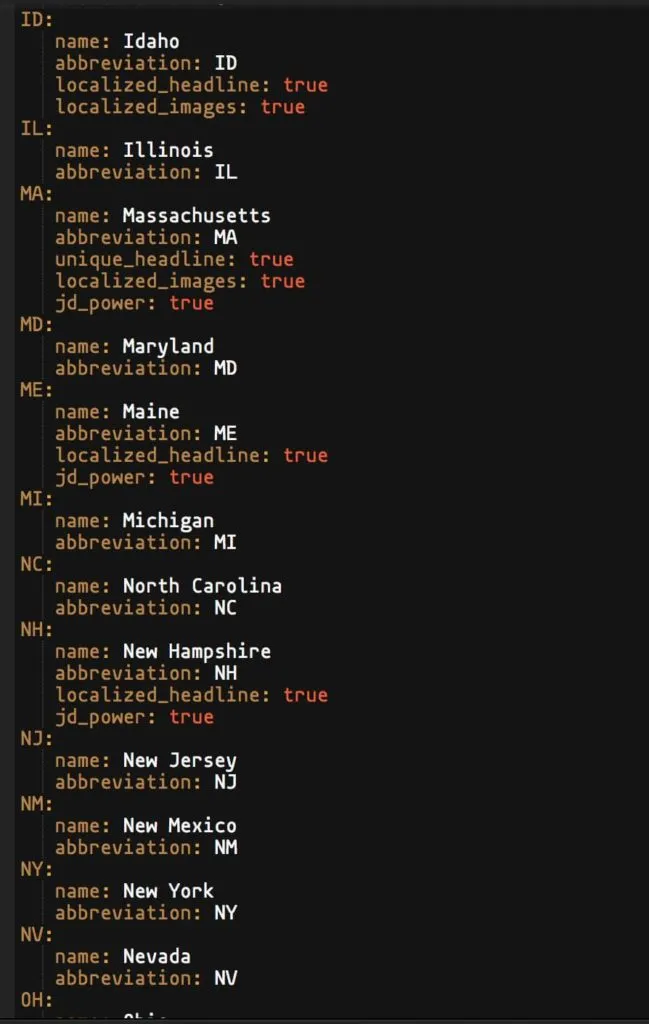 ID:
name: Idaho
abbreviation: ID
localized_headline: true
localized_images: true
IL:
name: Illinois
abbreviation: IL
MA:
name: Massachusetts
abbreviation: MA
unique_headline: true
localized_images: true
jd_power: true
MD:
name: Maryland
abbreviation: MD
ME:
name: Maine
abbreviation: ME
localized_headline: true
jd_power: true
MI:
name: Michigan
abbreviation: MI
NC:
name: North Carolina
abbreviation: NC
NH:
name: New Hampshire
abbreviation: NH
localized_headline: true
jd_power: true
NJ:
name: New Jersey
abbreviation: NJ
NM:
name: New Mexico
abbreviation: NM
NY:
name: New York
abbreviation: NY
NV:
name: Nevada
abbreviation: NV
OH: